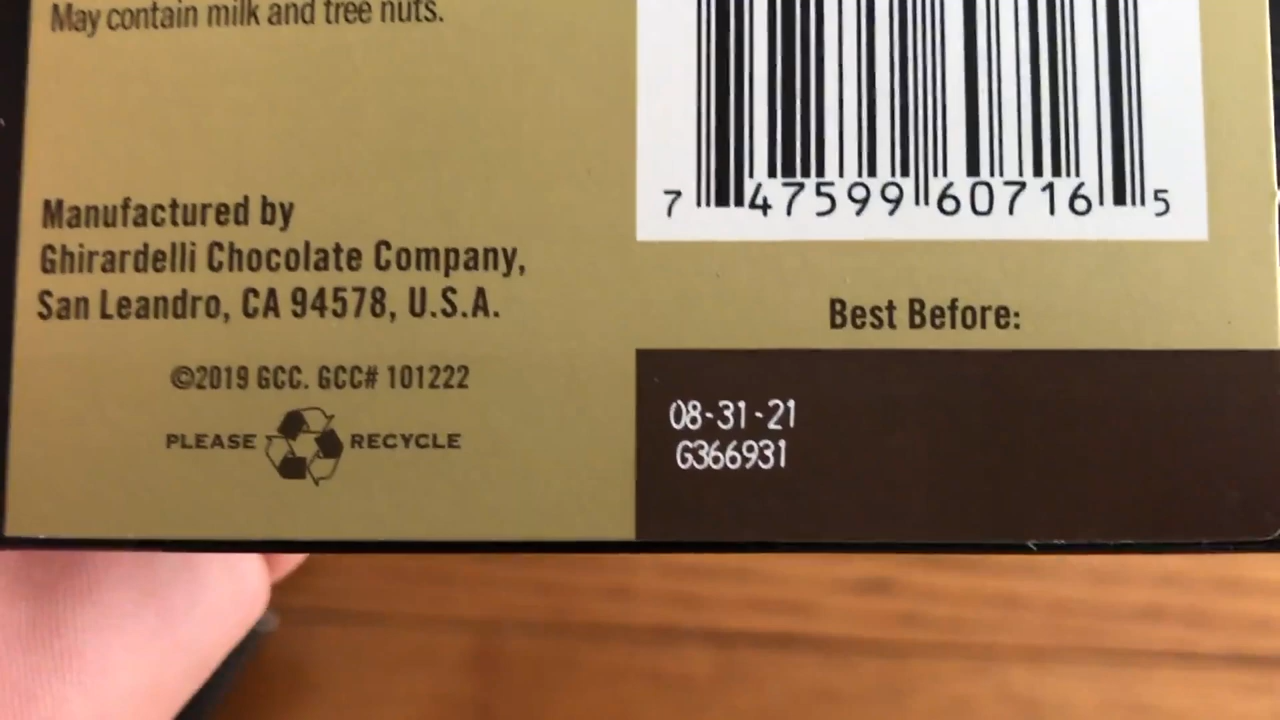 May contain milk and tree nuts.
Manufactured by
Ghirardelli Chocolate Company,
San Leandro, CA 94578, U.S.A.
©2019 GCC. GCC# 101222
PLEASE RECYCLE
7 47599 60716 5
Best Before:
08-31-21
G366931